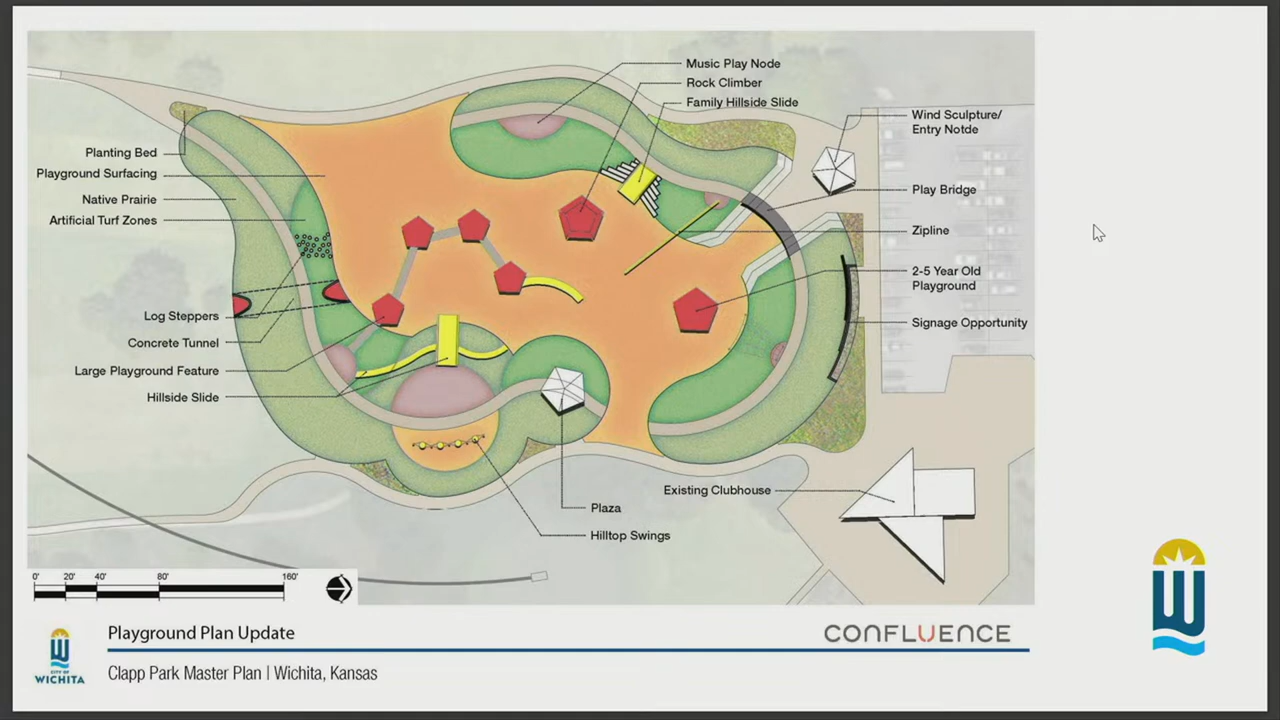 Music Play Node
Rock Climber
Family Hillside Slide
Wind Sculpture/
Entry Notde
Planting Bed
Playground Surfacing
Native Prairie
Artificial Turf Zones
Play Bridge
Zipline
2-5 Year Old
Playground
Signage Opportunity
Log Steppers
Concrete Tunnel
Large Playground Feature
Hillside Slide
Existing Clubhouse
Plaza
Hilltop Swings
0' 20' 40' 80' 160'
Playground Plan Update
CONFLUENCE
CITY OF
WICHITA
Clapp Park Master Plan | Wichita, Kansas